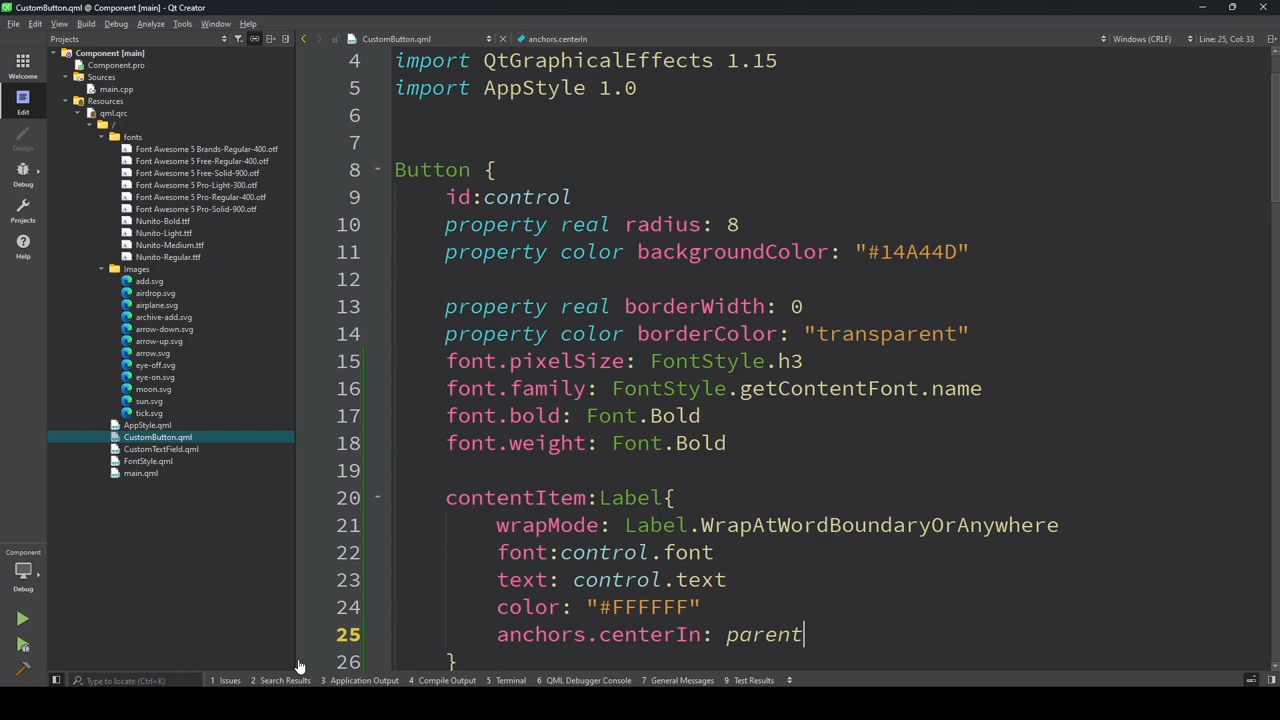 CustomButton.qml @ Component [main] - Qt Creator
File Edit View Build Debug Analyze Tools Window Help
Projects
CustomButton.qml
anchors.centerIn
Windows (CRLF)
Line: 25, Col: 33
Welcome
Edit
Design
Debug
Projects
Help
Component
Debug
Component [main]
Component.pro
Sources
main.cpp
Resources
qml.qrc
/
fonts
Font Awesome 5 Brands-Regular-400.otf
Font Awesome 5 Free-Regular-400.otf
Font Awesome 5 Free-Solid-900.otf
Font Awesome 5 Pro-Light-300.otf
Font Awesome 5 Pro-Regular-400.otf
Font Awesome 5 Pro-Solid-900.otf
Nunito-Bold.ttf
Nunito-Light.ttf
Nunito-Medium.ttf
Nunito-Regular.ttf
Images
add.svg
airdrop.svg
airplane.svg
archive-add.svg
arrow-down.svg
arrow-up.svg
arrow.svg
eye-off.svg
eye-on.svg
moon.svg
sun.svg
tick.svg
AppStyle.qml
CustomButton.qml
CustomTextField.qml
FontStyle.qml
main.qml
4 import QtGraphicalEffects 1.15
5 import AppStyle 1.0
6
7
8 Button {
9 id:control
10 property real radius: 8
11 property color backgroundColor: "#14A44D"
12
13 property real borderWidth: 0
14 property color borderColor: "transparent"
15 font.pixelSize: FontStyle.h3
16 font.family: FontStyle.getContentFont.name
17 font.bold: Font.Bold
18 font.weight: Font.Bold
19
20 contentItem:Label{
21 wrapMode: Label.WrapAtWordBoundaryOrAnywhere
22 font:control.font
23 text: control.text
24 color: "#FFFFFF"
25 anchors.centerIn: parent
26 }
Type to locate (Ctrl+K)
1 Issues
2 Search Results
3 Application Output
4 Compile Output
5 Terminal
6 QML Debugger Console
7 General Messages
9 Test Results